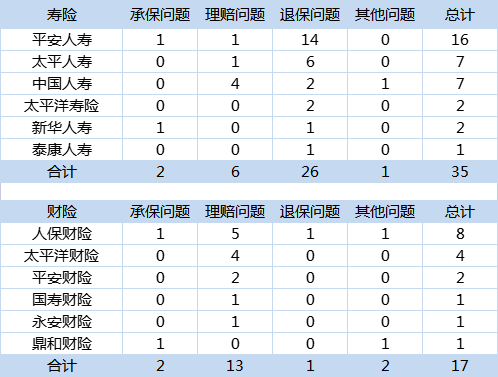 寿险 承保问题 理赔问题 退保问题 其他问题 总计
平安人寿 1 1 14 0 16
太平人寿 0 1 6 0 7
中国人寿 0 4 2 1 7
太平洋寿险 0 0 2 0 2
新华人寿 1 0 1 0 2
泰康人寿 0 0 1 0 1
合计 2 6 26 1 35
财险 承保问题 理赔问题 退保问题 其他问题 总计
人保财险 1 5 1 1 8
太平洋财险 0 4 0 0 4
平安财险 0 2 0 0 2
国寿财险 0 1 0 0 1
永安财险 0 1 0 0 1
鼎和财险 1 0 0 1 1
合计 2 13 1 2 17